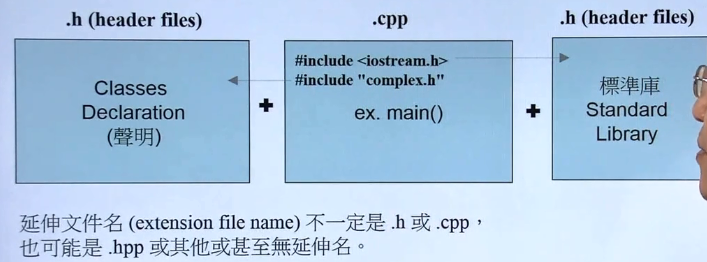 .h (header files)
.cpp
.h (header files)
Classes
Declaration
(聲明)
+
#include <iostream.h>
#include "complex.h"
ex. main()
+
標準庫
Standard
Library
延伸文件名 (extension file name) 不一定是 .h 或 .cpp，
也可能是 .hpp 或其他或甚至無延伸名。